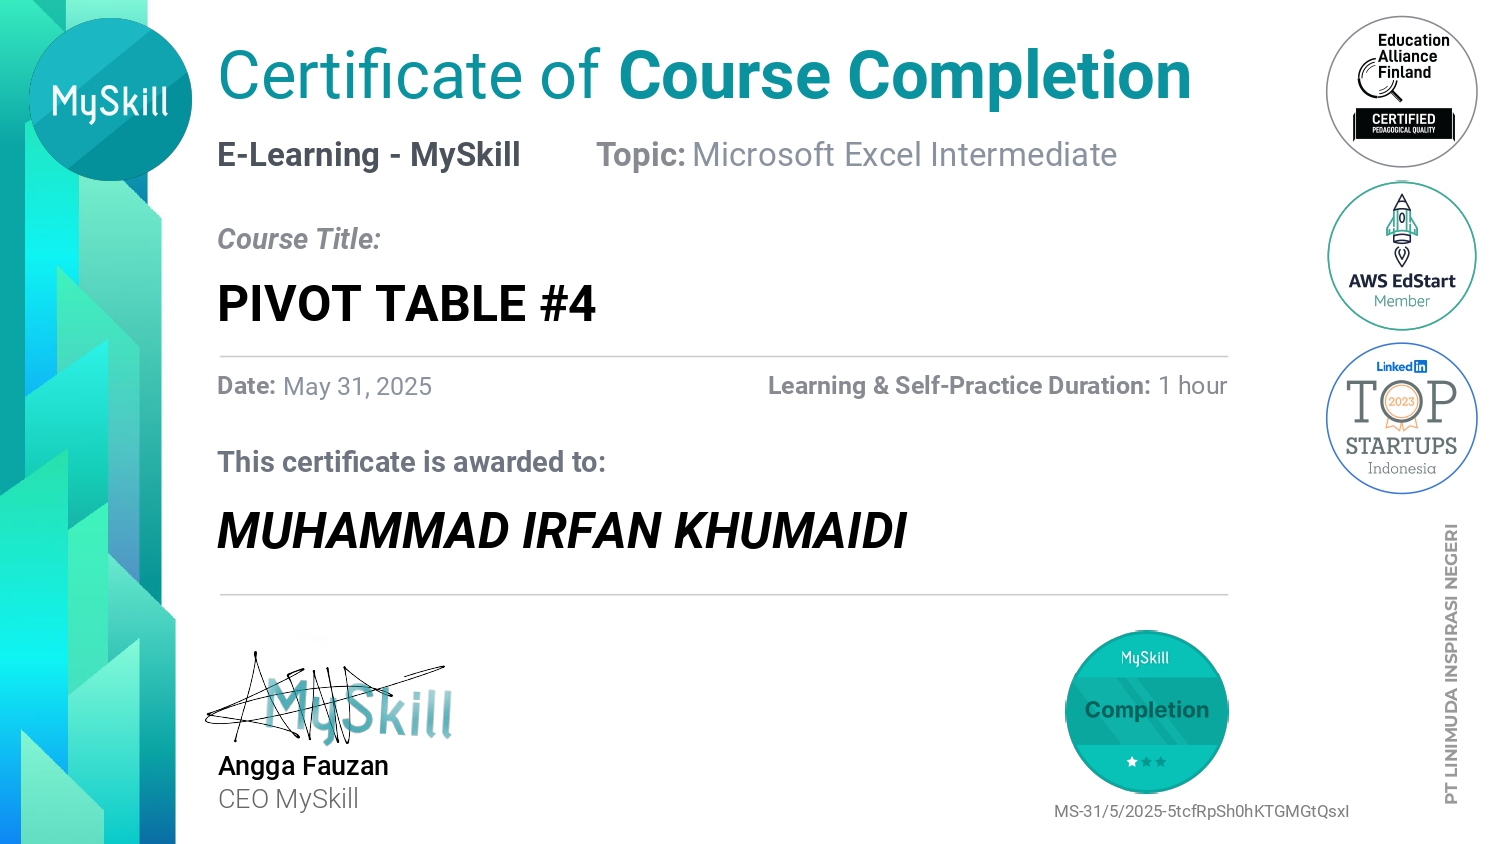 MySkill
Certificate of Course Completion
E-Learning - MySkill Topic: Microsoft Excel Intermediate
Course Title:
PIVOT TABLE #4
Date: May 31, 2025 Learning & Self-Practice Duration: 1 hour
This certificate is awarded to:
MUHAMMAD IRFAN KHUMAIDI
MySkill
Angga Fauzan
CEO MySkill
MySkill
Completion
MS-31/5/2025-5tcfRpSh0hKTGMGtQsxI
Education
Alliance
Finland
CERTIFIED
PEDAGOGICAL QUALITY
AWS EdStart
Member
Linked in
TOP
2023
STARTUPS
Indonesia
PT LINIMUDA INSPIRASI NEGERI